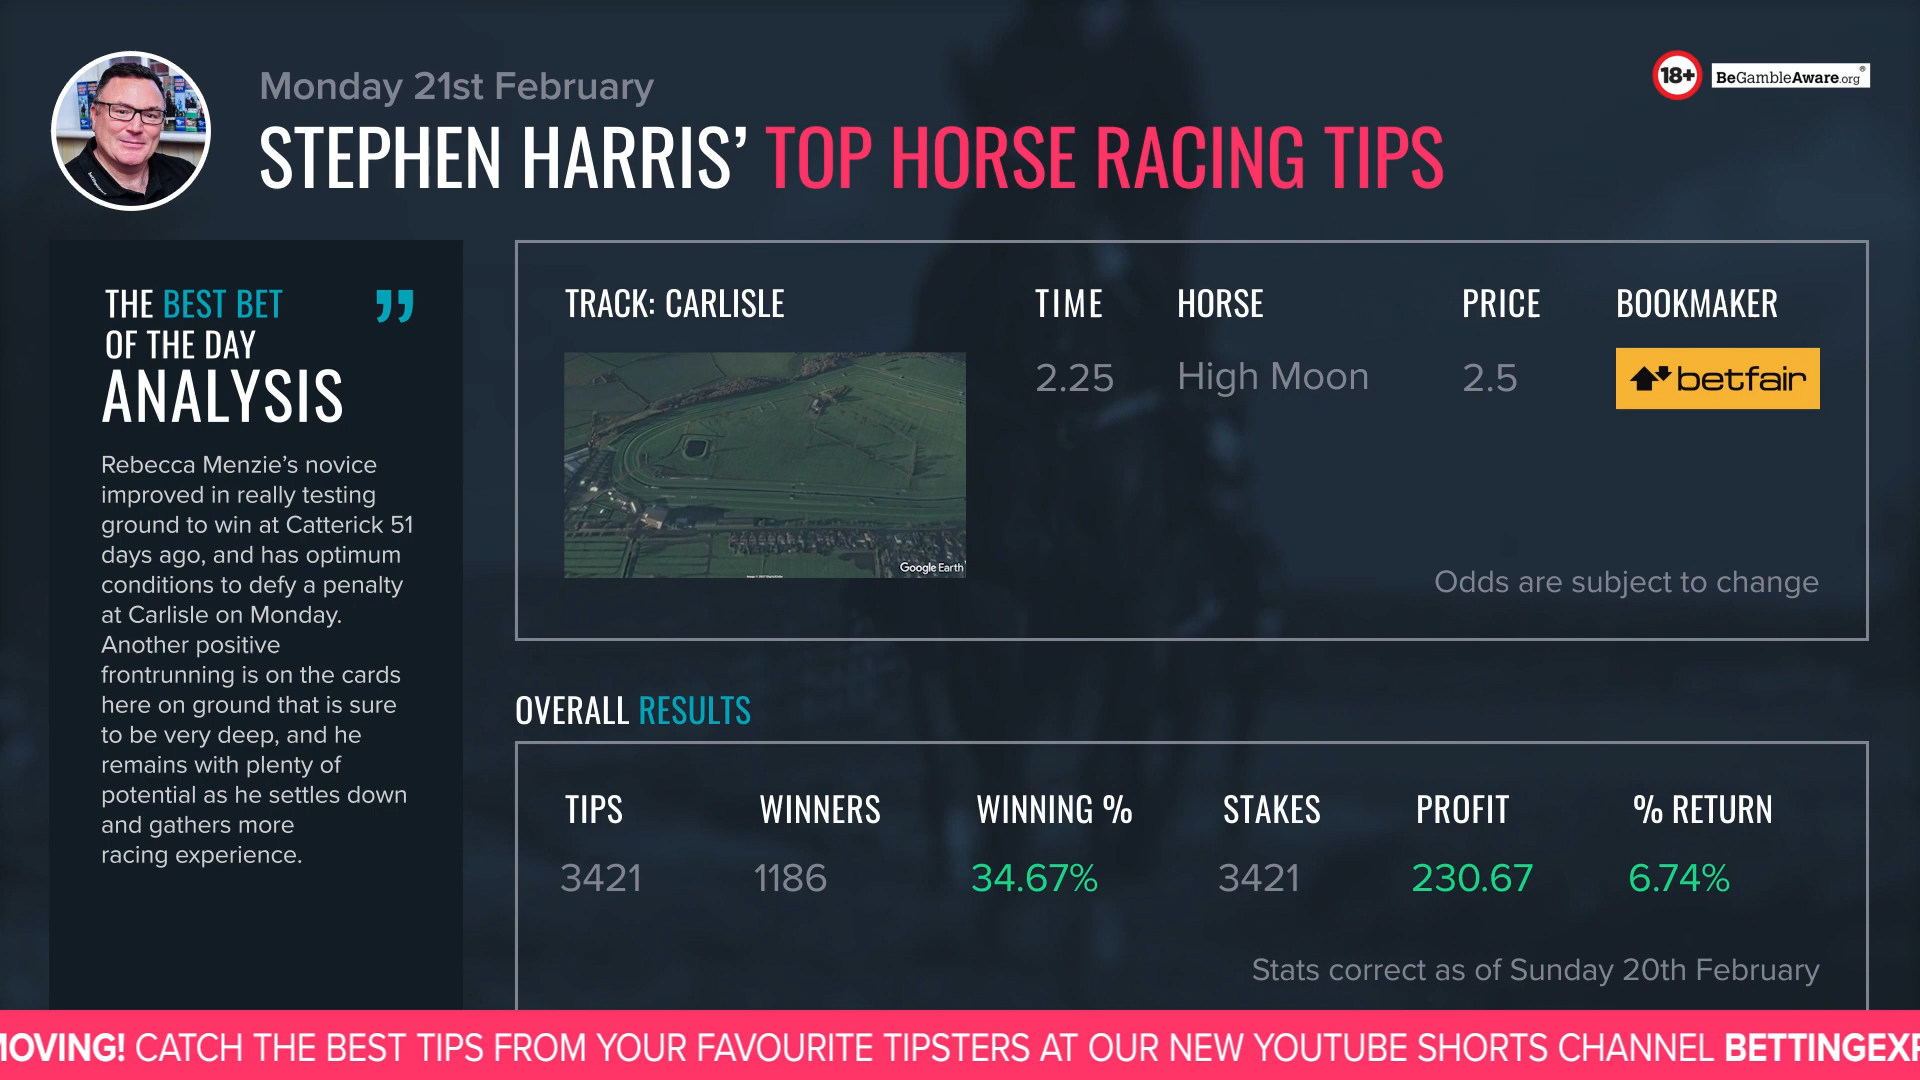 Monday 21st February
STEPHEN HARRIS’ TOP HORSE RACING TIPS
18+
BeGambleAware.org®
THE BEST BET
OF THE DAY
ANALYSIS
Rebecca Menzie’s novice
improved in really testing
ground to win at Catterick 51
days ago, and has optimum
conditions to defy a penalty
at Carlisle on Monday.
Another positive
frontrunning is on the cards
here on ground that is sure
to be very deep, and he
remains with plenty of
potential as he settles down
and gathers more
racing experience.
TRACK: CARLISLE TIME HORSE PRICE BOOKMAKER
2.25 High Moon 2.5 betfair
Google Earth
Odds are subject to change
OVERALL RESULTS
TIPS WINNERS WINNING % STAKES PROFIT % RETURN
3421 1186 34.67% 3421 230.67 6.74%
Stats correct as of Sunday 20th February
MOVING! CATCH THE BEST TIPS FROM YOUR FAVOURITE TIPSTERS AT OUR NEW YOUTUBE SHORTS CHANNEL BETTINGEXP